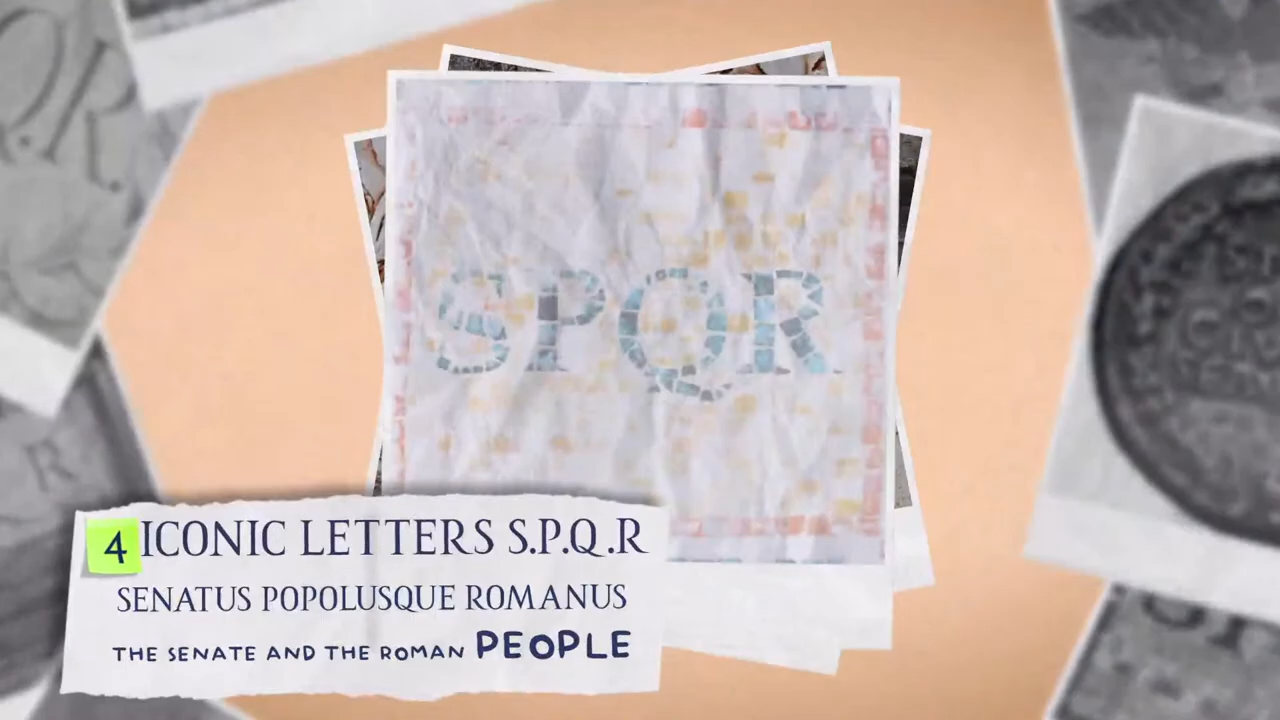 R.
R
SPQR
4 ICONIC LETTERS S.P.Q.R
SENATUS POPOLUSQUE ROMANUS
THE SENATE AND THE ROMAN PEOPLE